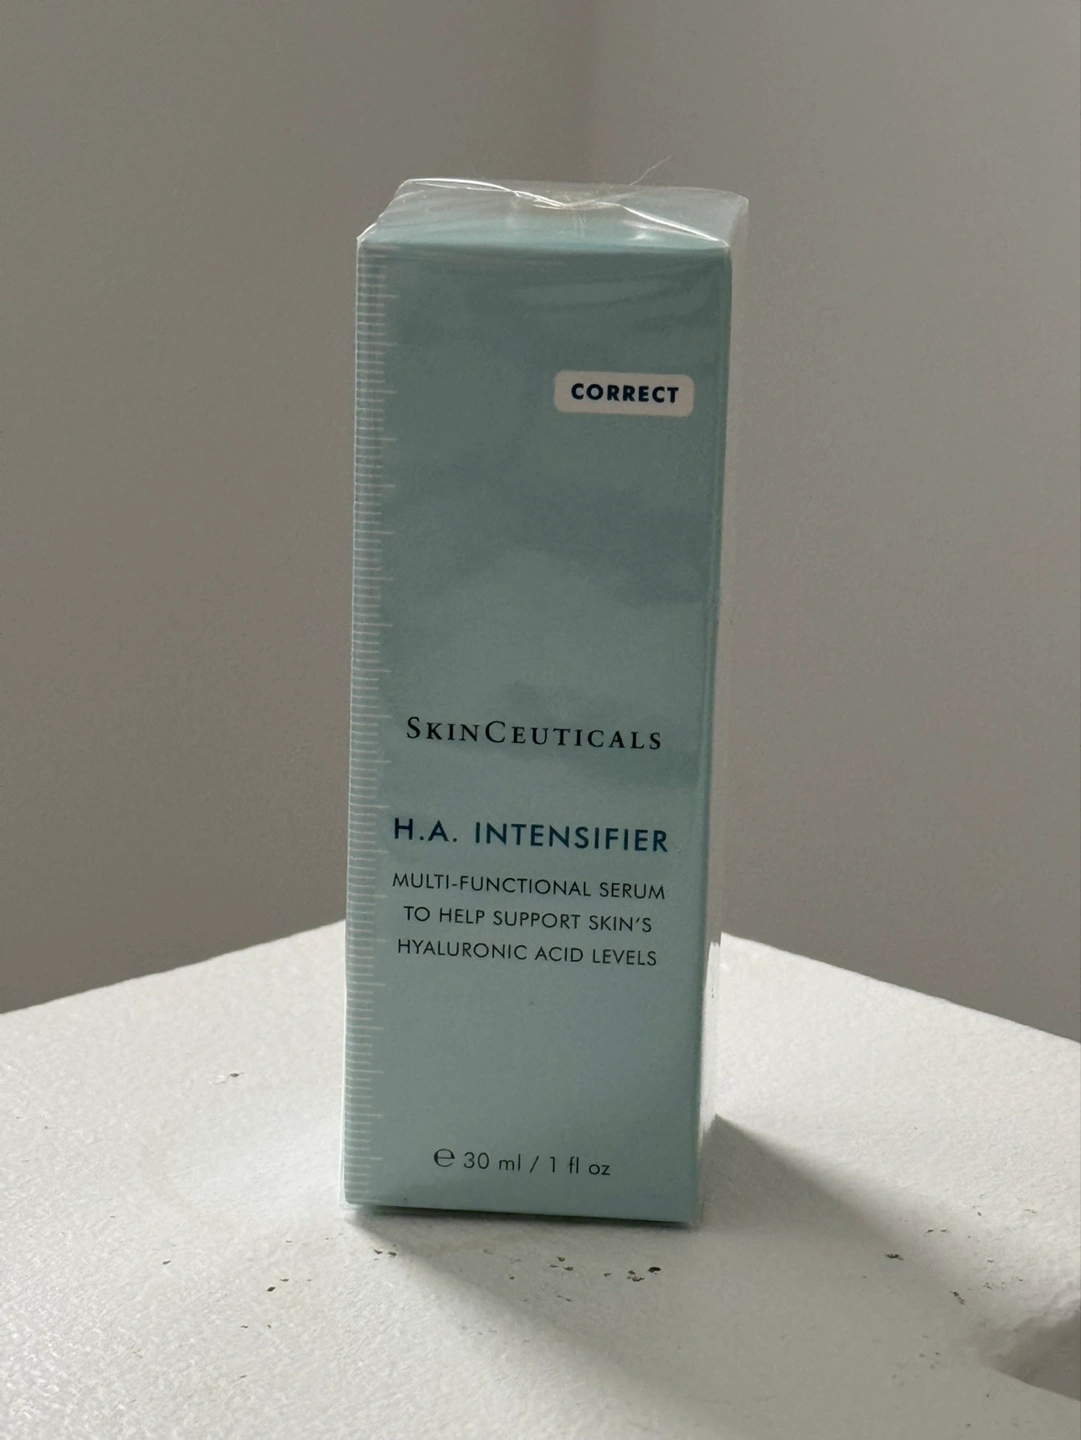 CORRECT
SKINCEUTICALS
H.A. INTENSIFIER
MULTI-FUNCTIONAL SERUM
TO HELP SUPPORT SKIN'S
HYALURONIC ACID LEVELS
℮ 30 ml / 1 fl oz